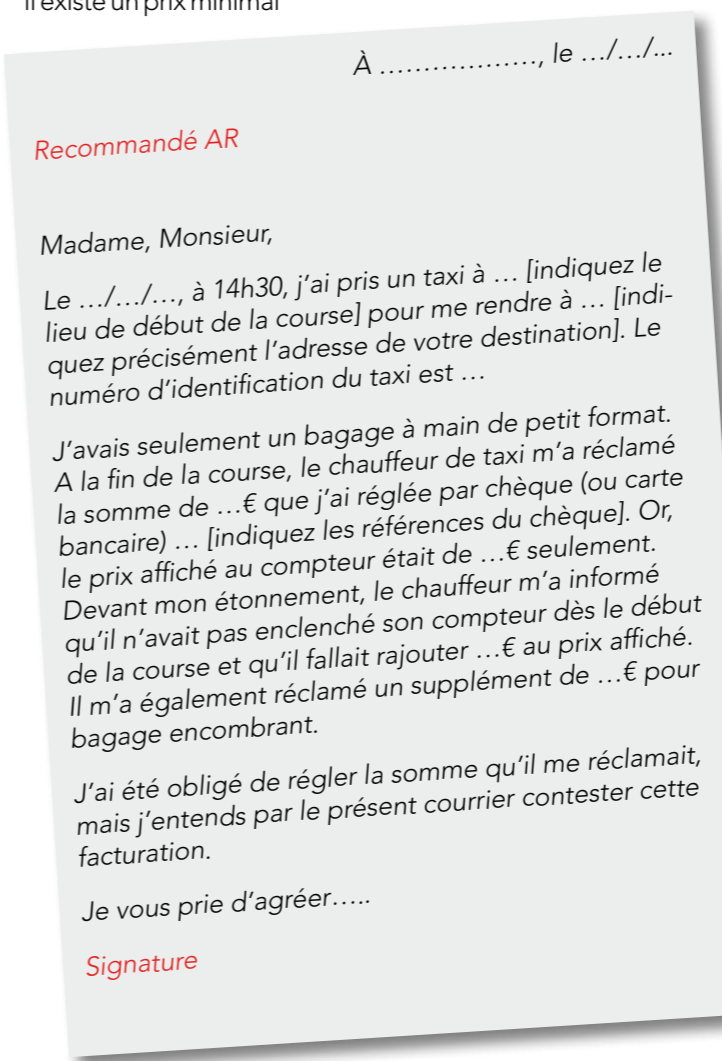 Il existe un prix minimal
À ………………, le …/…/...
Recommandé AR
Madame, Monsieur,
Le …/…/…, à 14h30, j’ai pris un taxi à … [indiquez le
lieu de début de la course] pour me rendre à … [indi-
quez précisément l’adresse de votre destination]. Le
numéro d’identification du taxi est …
J’avais seulement un bagage à main de petit format.
A la fin de la course, le chauffeur de taxi m’a réclamé
la somme de …€ que j’ai réglée par chèque (ou carte
bancaire) … [indiquez les références du chèque]. Or,
le prix affiché au compteur était de …€ seulement.
Devant mon étonnement, le chauffeur m’a informé
qu’il n’avait pas enclenché son compteur dès le début
de la course et qu’il fallait rajouter …€ au prix affiché.
Il m’a également réclamé un supplément de …€ pour
bagage encombrant.
J’ai été obligé de régler la somme qu’il me réclamait,
mais j’entends par le présent courrier contester cette
facturation.
Je vous prie d’agréer…..
Signature